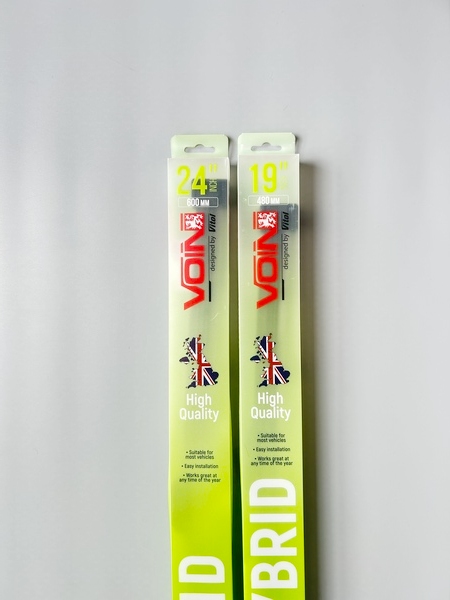 24"
INCH
600 MM
VOIN
designed by Vitol
High
Quality
• Suitable for
most vehicles
• Easy installation
• Works great at
any time of the year
ID
19"
480 MM
VOIN
designed by Vitol
High
Quality
• Suitable for
most vehicles
• Easy installation
• Works great at
any time of the year
YBRID